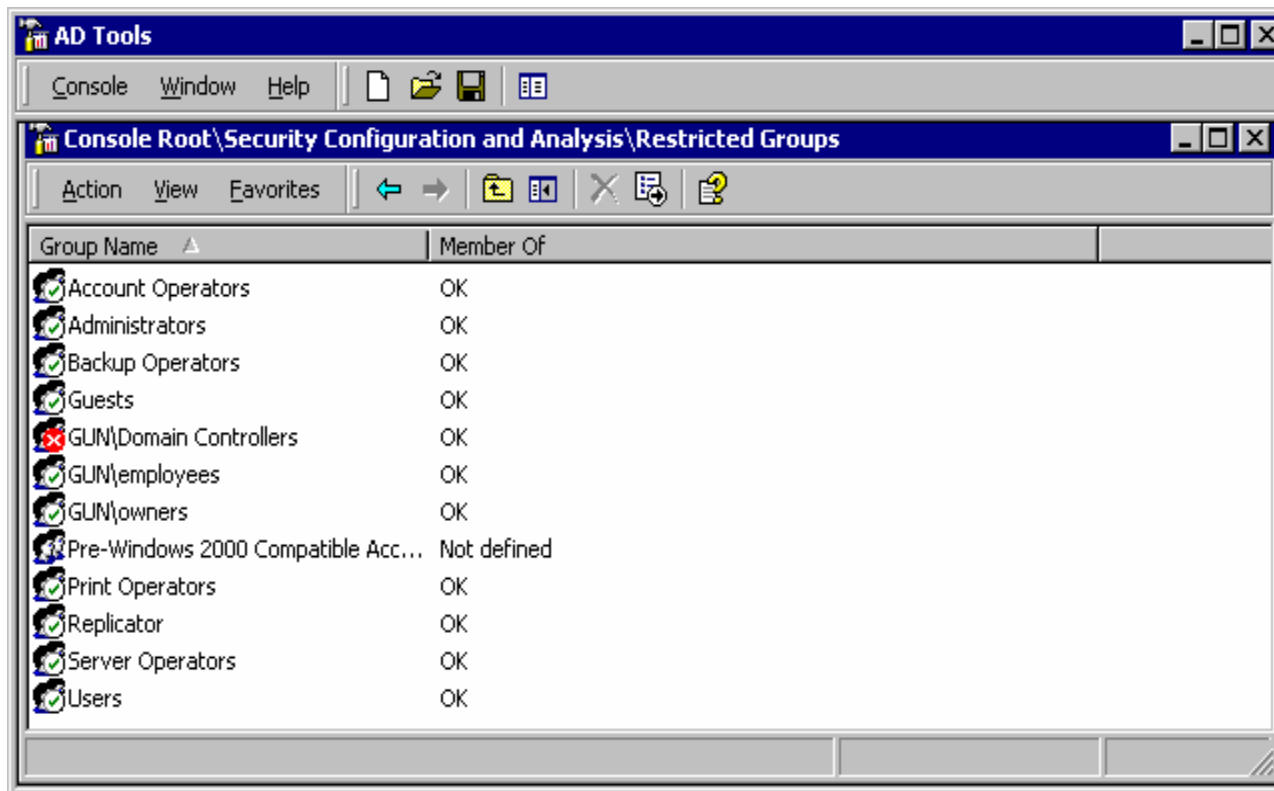 AD Tools
Console Window Help
Console Root\Security Configuration and Analysis\Restricted Groups
Action View Favorites
Group Name Member Of
Account Operators OK
Administrators OK
Backup Operators OK
Guests OK
GUN\Domain Controllers OK
GUN\employees OK
GUN\owners OK
Pre-Windows 2000 Compatible Acc... Not defined
Print Operators OK
Replicator OK
Server Operators OK
Users OK